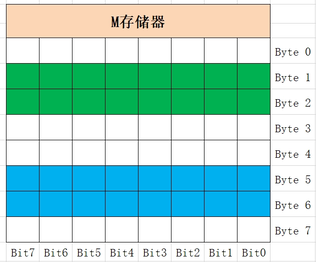 M存储器
Byte 0
Byte 1
Byte 2
Byte 3
Byte 4
Byte 5
Byte 6
Byte 7
Bit7 Bit6 Bit5 Bit4 Bit3 Bit2 Bit1 Bit0